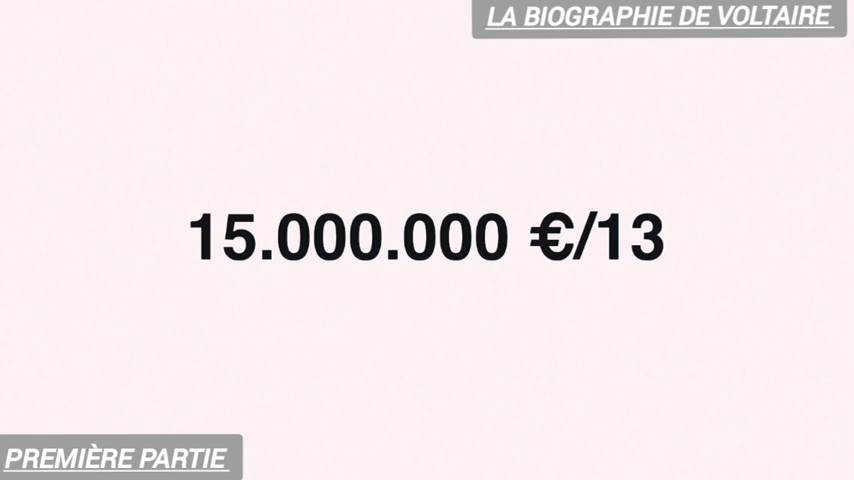 LA BIOGRAPHIE DE VOLTAIRE
15.000.000 €/13
PREMIÈRE PARTIE